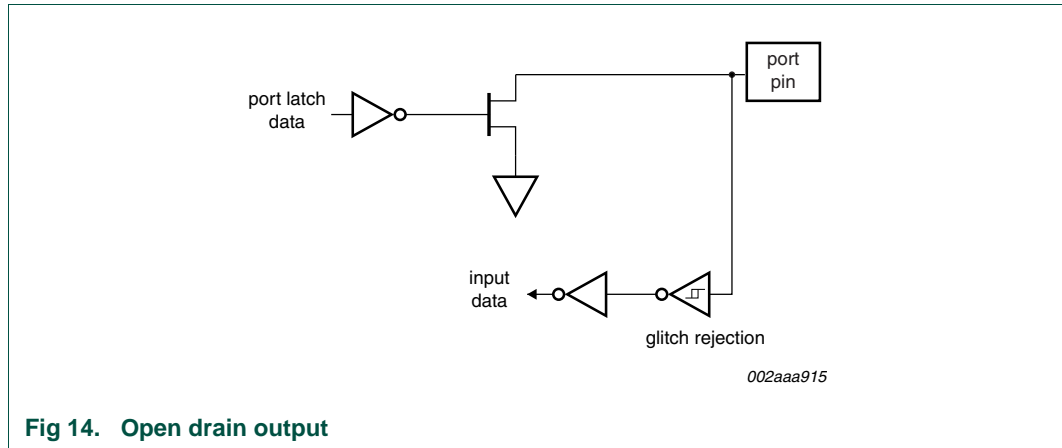 port
pin
port latch
data
input
data
glitch rejection
002aaa915
Fig 14. Open drain output